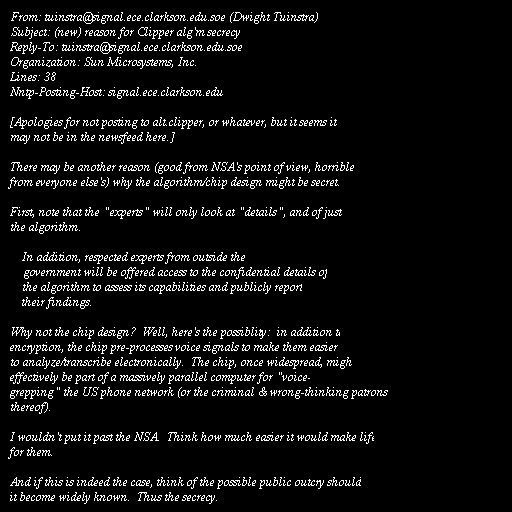 From: tuinstra@signal.ece.clarkson.edu.soe (Dwight Tuinstra)
Subject: (new) reason for Clipper alg'm secrecy
Reply-To: tuinstra@signal.ece.clarkson.edu.soe
Organization: Sun Microsystems, Inc.
Lines: 38
Nntp-Posting-Host: signal.ece.clarkson.edu

[Apologies for not posting to alt.clipper, or whatever, but it seems it
may not be in the newsfeed here.]

There may be another reason (good from NSA's point of view, horrible
from everyone else's) why the algorithm/chip design might be secret.

First, note that the "experts" will only look at "details", and of just
the algorithm.

In addition, respected experts from outside the
government will be offered access to the confidential details of
the algorithm to assess its capabilities and publicly report
their findings.

Why not the chip design?  Well, here's the possiblity:  in addition
encryption, the chip pre-processes voice signals to make them easier
to analyze/transcribe electronically.  The chip, once widespread, migh
effectively be part of a massively parallel computer for "voice-
grepping" the US phone network (or the criminal & wrong-thinking patrons
thereof).

I wouldn't put it past the NSA.  Think how much easier it would make life
for them.

And if this is indeed the case, think of the possible public outcry should
it become widely known.  Thus the secrecy.